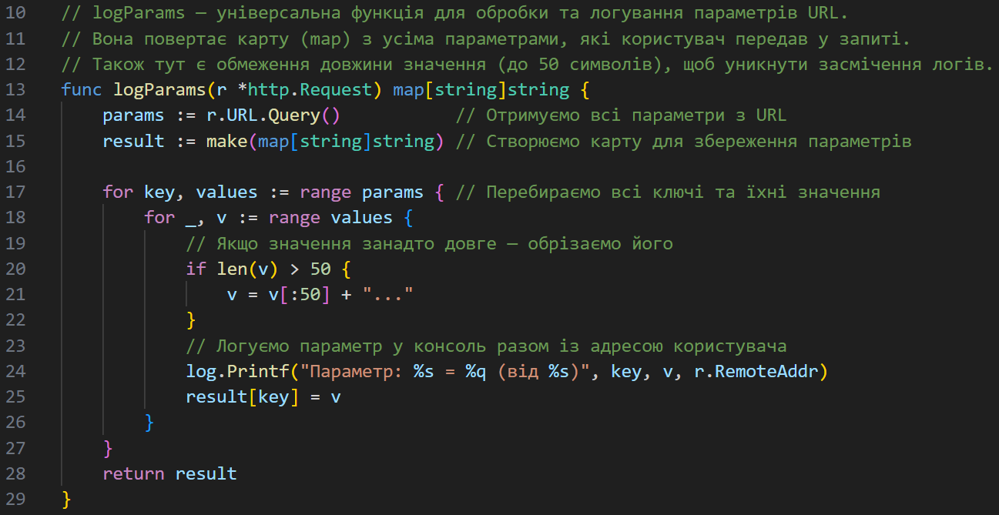 10 // logParams — універсальна функція для обробки та логування параметрів URL.
11 // Вона повертає карту (map) з усіма параметрами, які користувач передав у запиті.
12 // Також тут є обмеження довжини значення (до 50 символів), щоб уникнути засмічення логів.
13 func logParams(r *http.Request) map[string]string {
14     params := r.URL.Query()           // Отримуємо всі параметри з URL
15     result := make(map[string]string) // Створюємо карту для збереження параметрів
16
17     for key, values := range params { // Перебираємо всі ключі та їхні значення
18         for _, v := range values {
19             // Якщо значення занадто довге — обрізаємо його
20             if len(v) > 50 {
21                 v = v[:50] + "..."
22             }
23             // Логуємо параметр у консоль разом із адресою користувача
24             log.Printf("Параметр: %s = %q (від %s)", key, v, r.RemoteAddr)
25             result[key] = v
26         }
27     }
28     return result
29 }